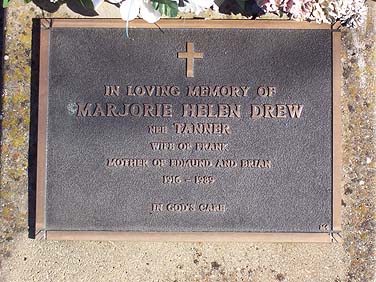 IN LOVING MEMORY OF
MARJORIE HELEN DREW
NEE TANNER
WIFE OF FRANK
MOTHER OF EDMUND AND BRIAN
1916 - 1989
IN GOD'S CARE